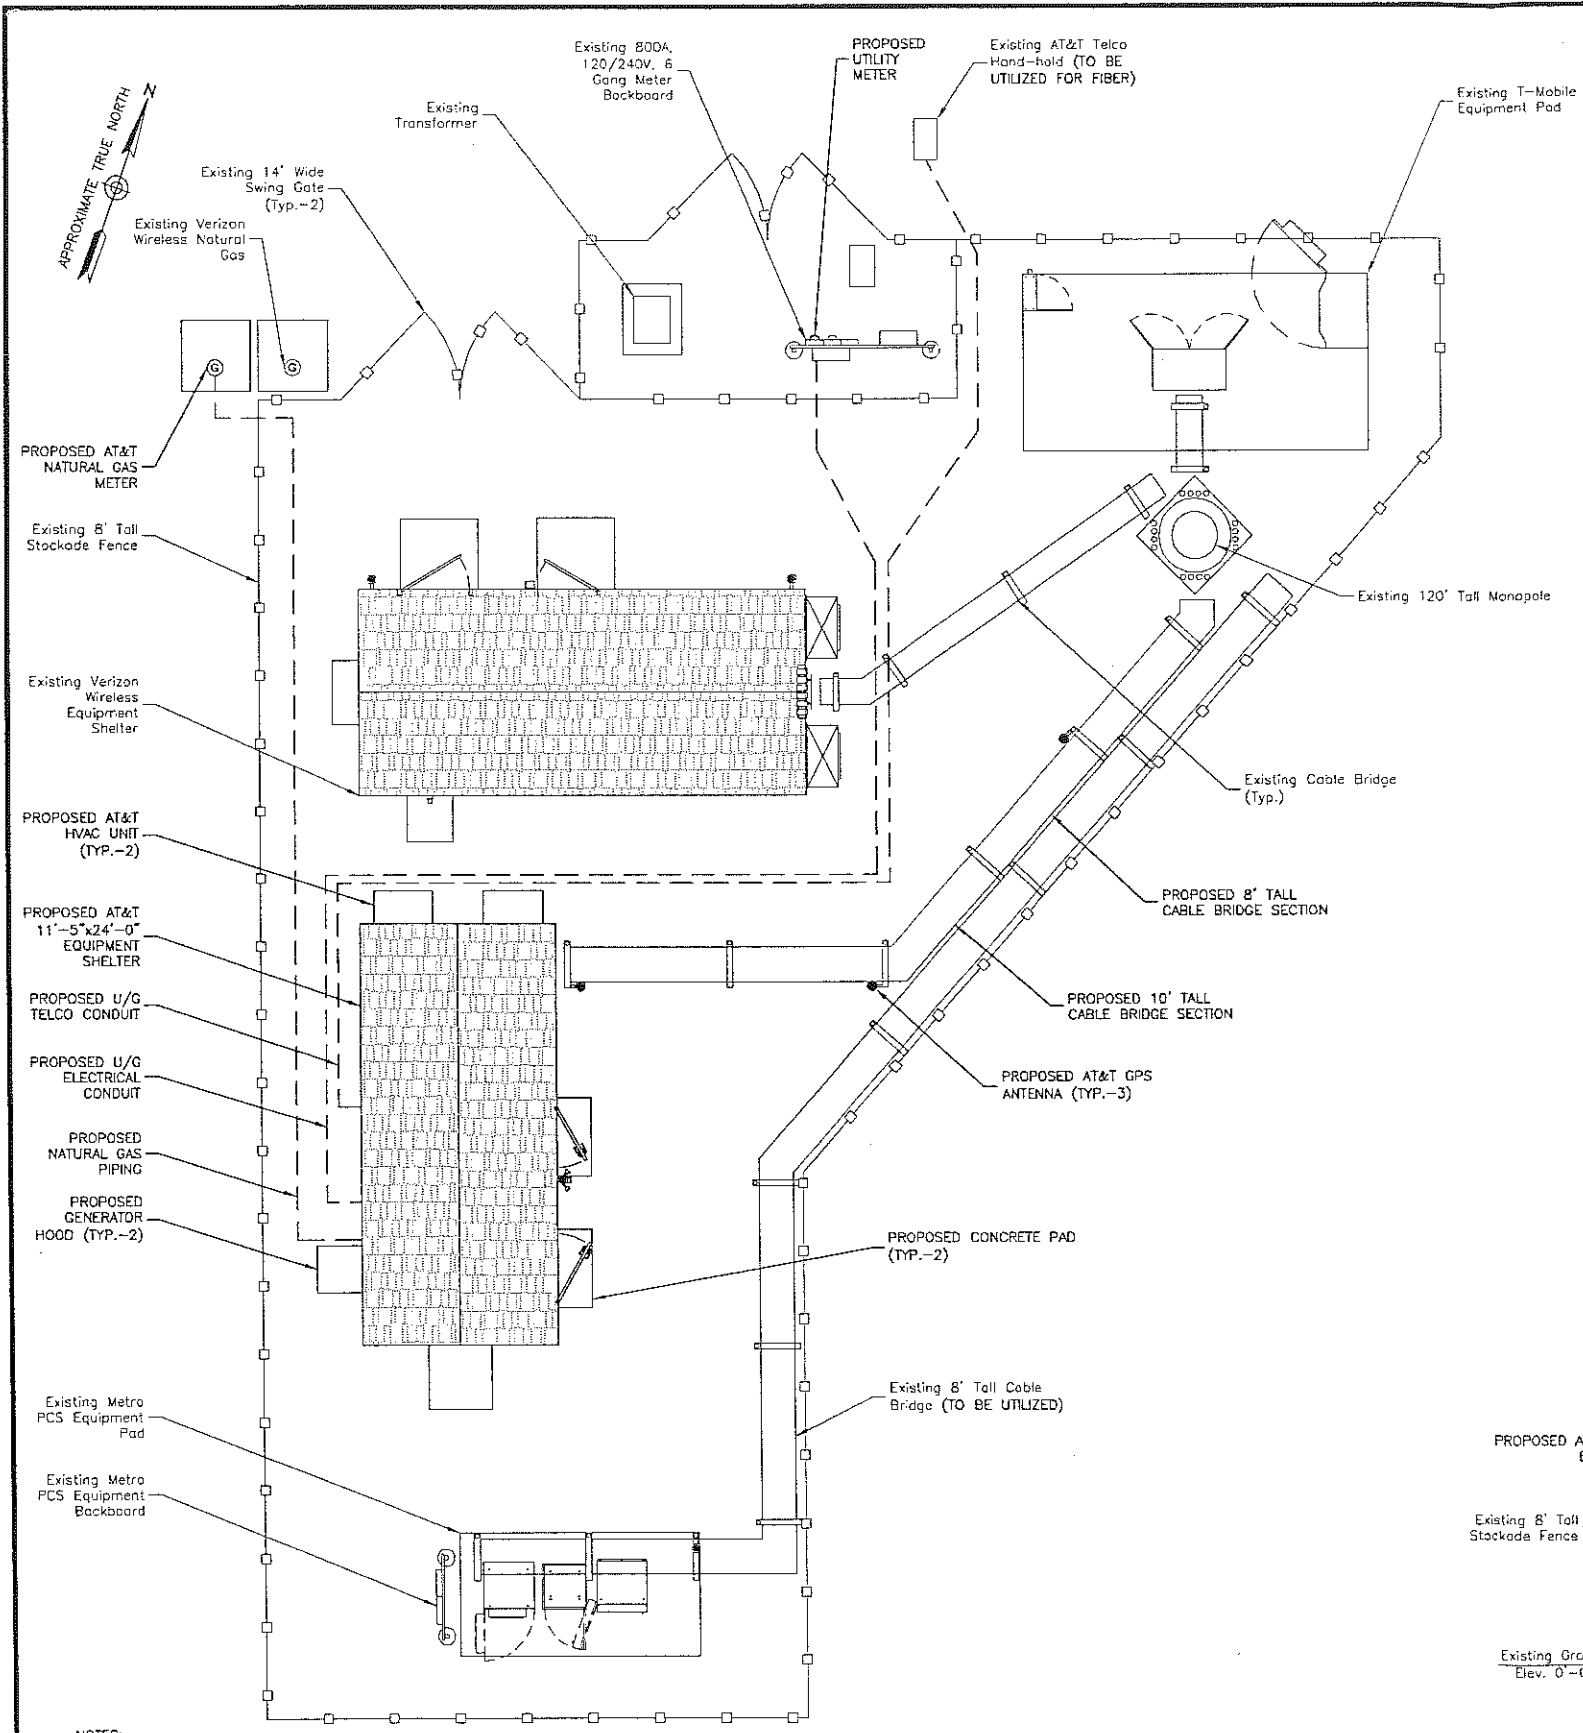 Existing 800A,
120/240V, 6
Gang Meter
Backboard
PROPOSED
UTILITY
METER
Existing AT&T Telco
Hand-hold (TO BE
UTILIZED FOR FIBER)
Existing T-Mobile
Equipment Pad
N
APPROXIMATE TRUE NORTH
Existing
Transformer
Existing 14' Wide
Swing Gate
(Typ.-2)
Existing Verizon
Wireless Natural
Gas
G
G
PROPOSED AT&T
NATURAL GAS
METER
Existing 8' Tall
Stockade Fence
Existing 120' Tall Monopole
Existing Verizon
Wireless
Equipment
Shelter
Existing Cable Bridge
(Typ.)
PROPOSED AT&T
HVAC UNIT
(TYP.-2)
PROPOSED 8' TALL
CABLE BRIDGE SECTION
PROPOSED AT&T
11'-5"x24'-0"
EQUIPMENT
SHELTER
PROPOSED 10' TALL
CABLE BRIDGE SECTION
PROPOSED U/G
TELCO CONDUIT
PROPOSED U/G
ELECTRICAL
CONDUIT
PROPOSED AT&T GPS
ANTENNA (TYP.-3)
PROPOSED
NATURAL GAS
PIPING
PROPOSED
GENERATOR
HOOD (TYP.-2)
PROPOSED CONCRETE PAD
(TYP.-2)
Existing 8' Tall Cable
Bridge (TO BE UTILIZED)
Existing Metro
PCS Equipment
Pad
Existing Metro
PCS Equipment
Backboard
PROPOSED A
Existing 8' Tall
Stockade Fence
Existing Gro
Elev. 0'-
NOTES: